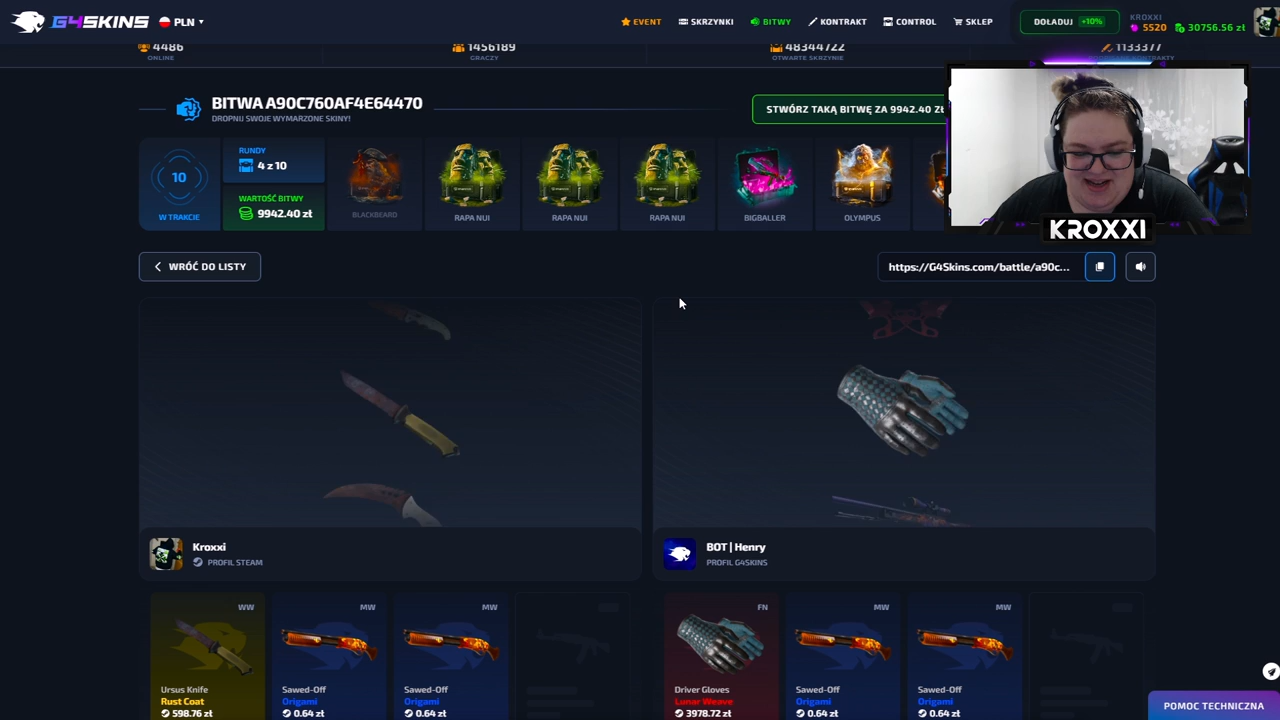 G4SKINS
PLN
EVENT
SKRZYNKI
BITWY
KONTRAKT
CONTROL
SKLEP
DOŁADUJ +10%
KROXXI
5520
30756.56 zł
4486
ONLINE
1456189
GRACZY
48344722
OTWARTE SKRZYNIE
1133377
BITWA A90C760AF4E64470
DROPNIJ SWOJE WYMARZONE SKINY!
STWÓRZ TAKĄ BITWĘ ZA 9942.40 ZŁ
10
W TRAKCIE
RUNDY
4 z 10
WARTOŚĆ BITWY
9942.40 zł
BLACKBEARD
RAPA NUI
RAPA NUI
RAPA NUI
BIGBALLER
OLYMPUS
KROXXI
WRÓĆ DO LISTY
https://G4Skins.com/battle/a90c...
Kroxxi
PROFIL STEAM
BOT | Henry
PROFIL G4SKINS
WW
Ursus Knife
Rust Coat
598.76 zł
MW
Sawed-Off
Origami
0.64 zł
MW
Sawed-Off
Origami
0.64 zł
FN
Driver Gloves
Lunar Weave
3978.72 zł
MW
Sawed-Off
Origami
0.64 zł
MW
Sawed-Off
Origami
0.64 zł
POMOC TECHNICZNA